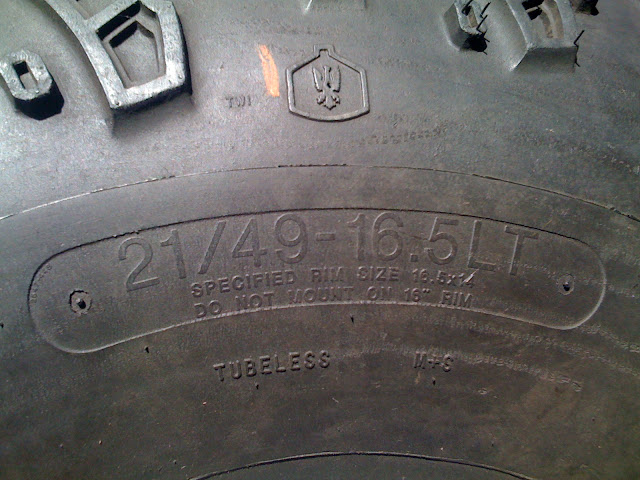 TWI
21/49-16.5LT
SPECIFIED RIM SIZE 16.5x14
DO NOT MOUNT ON 16" RIM
TUBELESS M+S